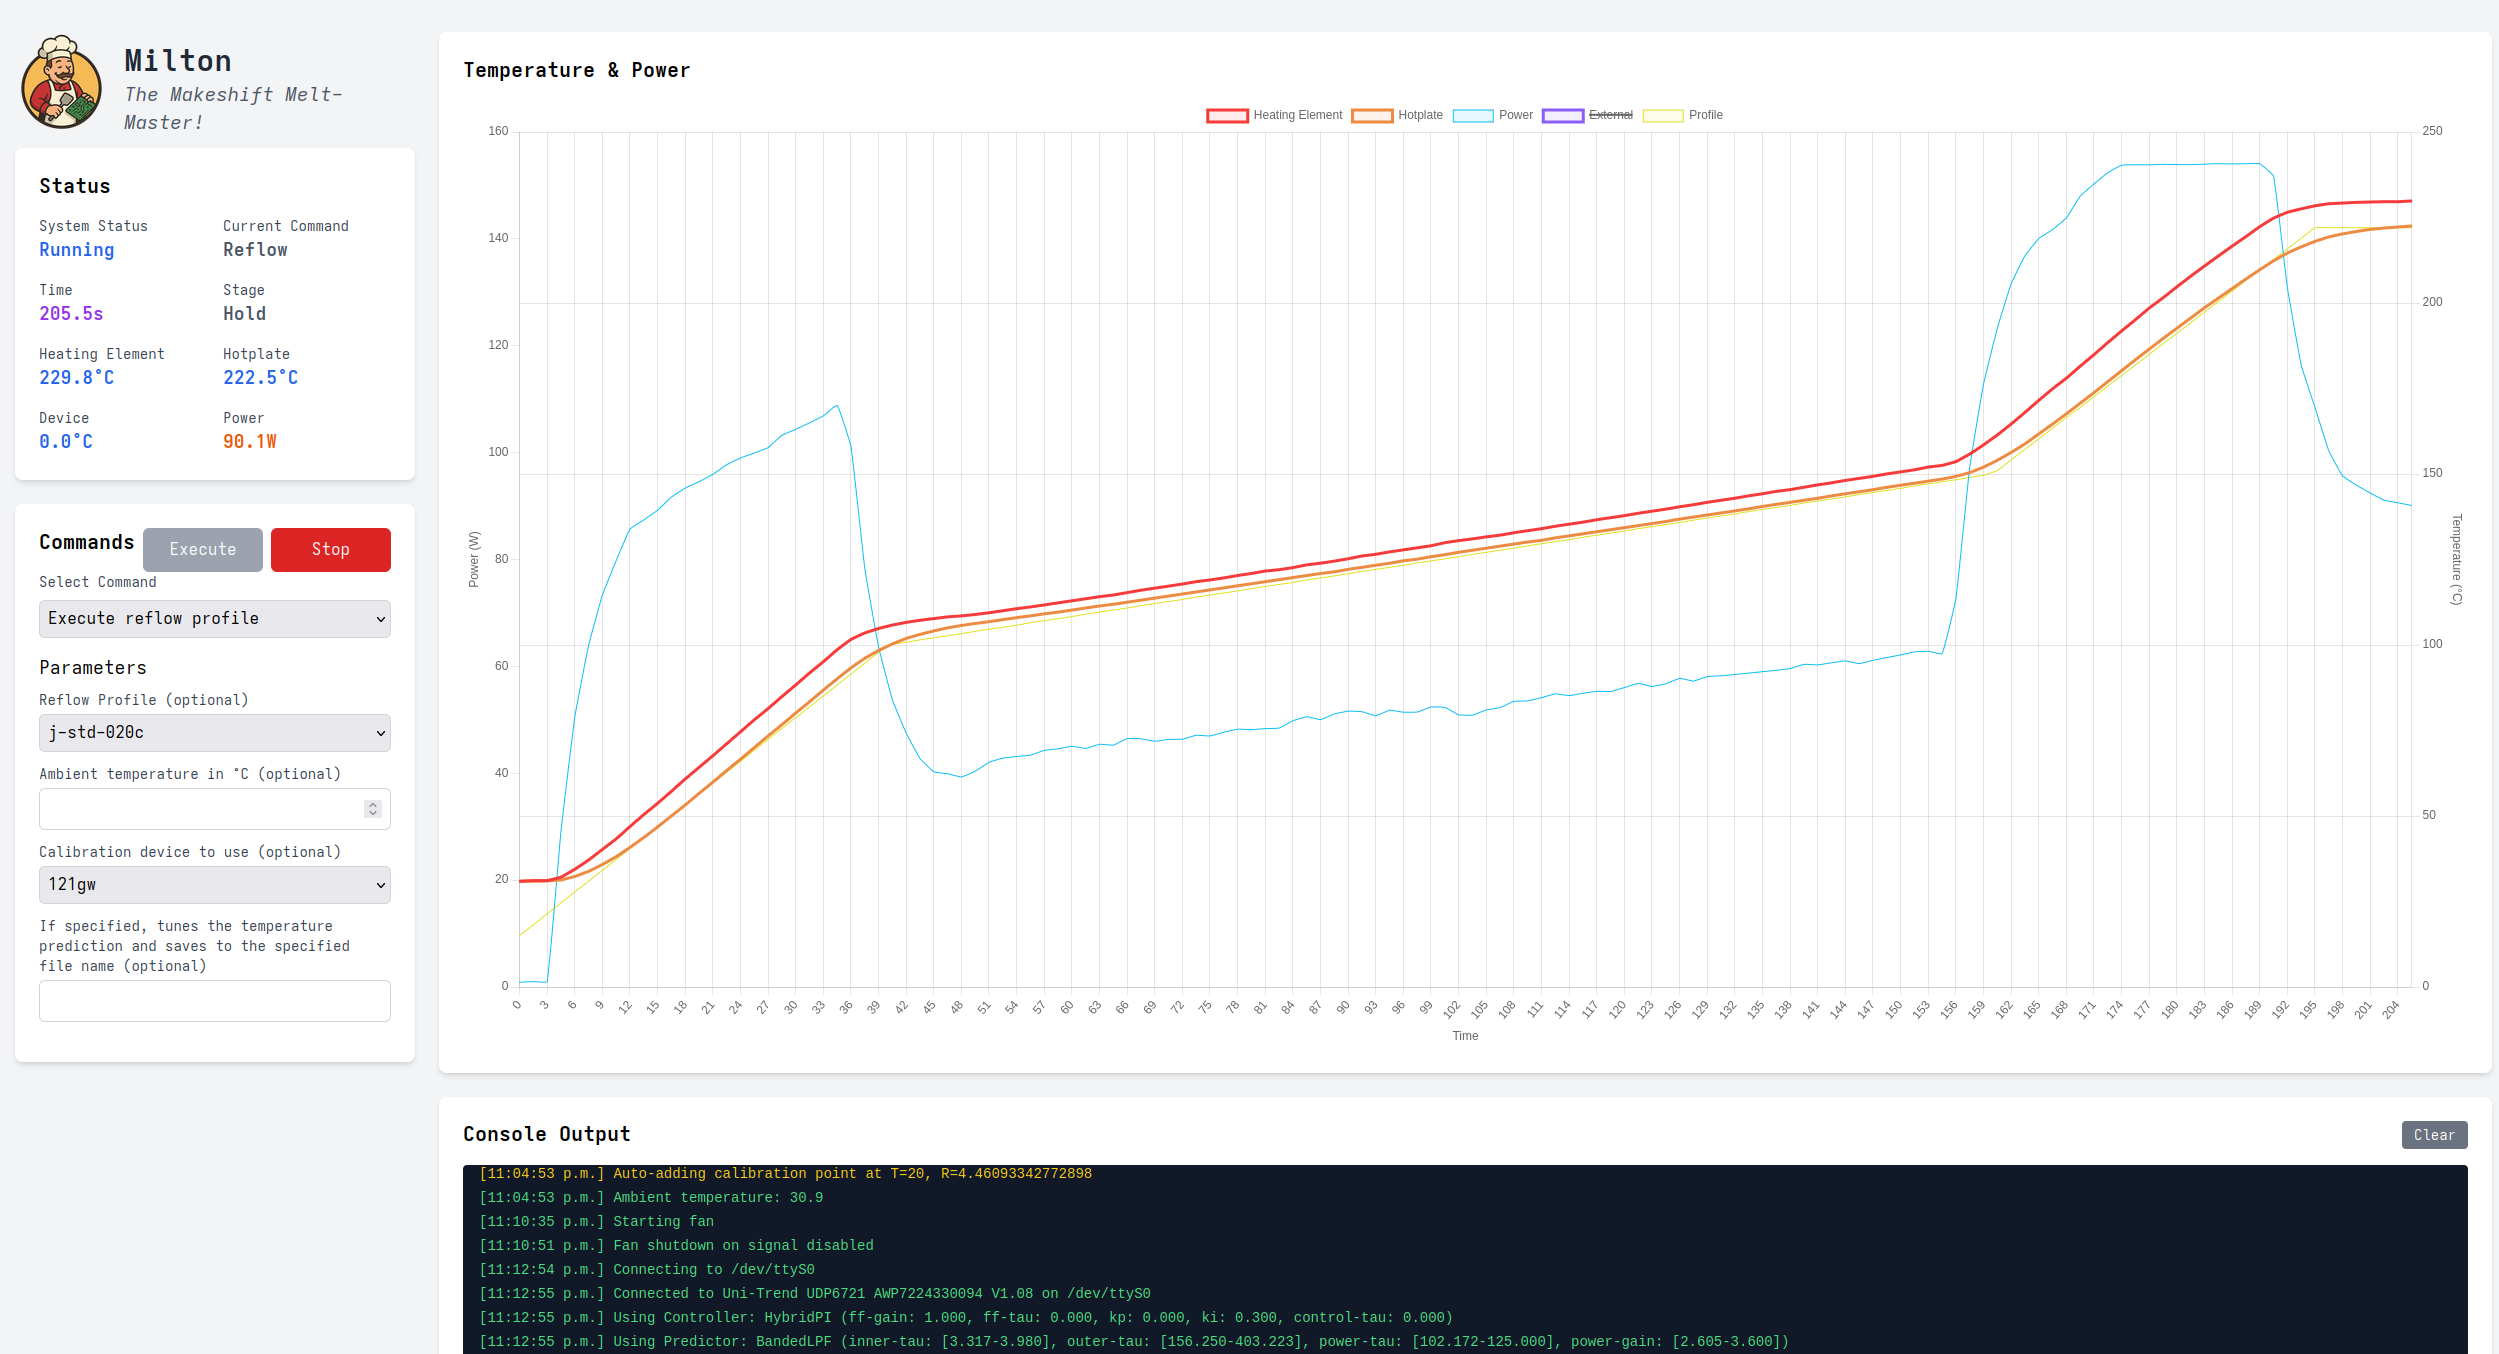 Milton
The Makeshift Melt-
Master!
Status
System Status
Running
Current Command
Reflow
Time
205.5s
Stage
Hold
Heating Element
229.8°C
Hotplate
222.5°C
Device
0.0°C
Power
90.1W
Commands
Execute
Stop
Select Command
Execute reflow profile
Parameters
Reflow Profile (optional)
j-std-020c
Ambient temperature in °C (optional)
Calibration device to use (optional)
121gw
If specified, tunes the temperature
prediction and saves to the specified
file name (optional)
Temperature & Power
Heating Element Hotplate Power External Profile
160
140
120
100
80
60
40
20
0
Power (W)
250
200
150
100
50
0
Temperature (°C)
0 3 6 9 12 15 18 21 24 27 30 33 36 39 42 45 48 51 54 57 60 63 66 69 72 75 78 81 84 87 90 93 96 99 102 105 108 111 114 117 120 123 126 129 132 135 138 141 144 147 150 153 156 159 162 165 168 171 174 177 180 183 186 189 192 195 198 201 204
Time
Console Output
Clear
[11:04:53 p.m.] Auto-adding calibration point at T=20, R=4.46093342772898
[11:04:53 p.m.] Ambient temperature: 30.9
[11:10:35 p.m.] Starting fan
[11:10:51 p.m.] Fan shutdown on signal disabled
[11:12:54 p.m.] Connecting to /dev/ttyS0
[11:12:55 p.m.] Connected to Uni-Trend UDP6721 AWP7224330094 V1.08 on /dev/ttyS0
[11:12:55 p.m.] Using Controller: HybridPI (ff-gain: 1.000, ff-tau: 0.000, kp: 0.000, ki: 0.300, control-tau: 0.000)
[11:12:55 p.m.] Using Predictor: BandedLPF (inner-tau: [3.317-3.980], outer-tau: [156.250-403.223], power-tau: [102.172-125.000], power-gain: [2.605-3.600])